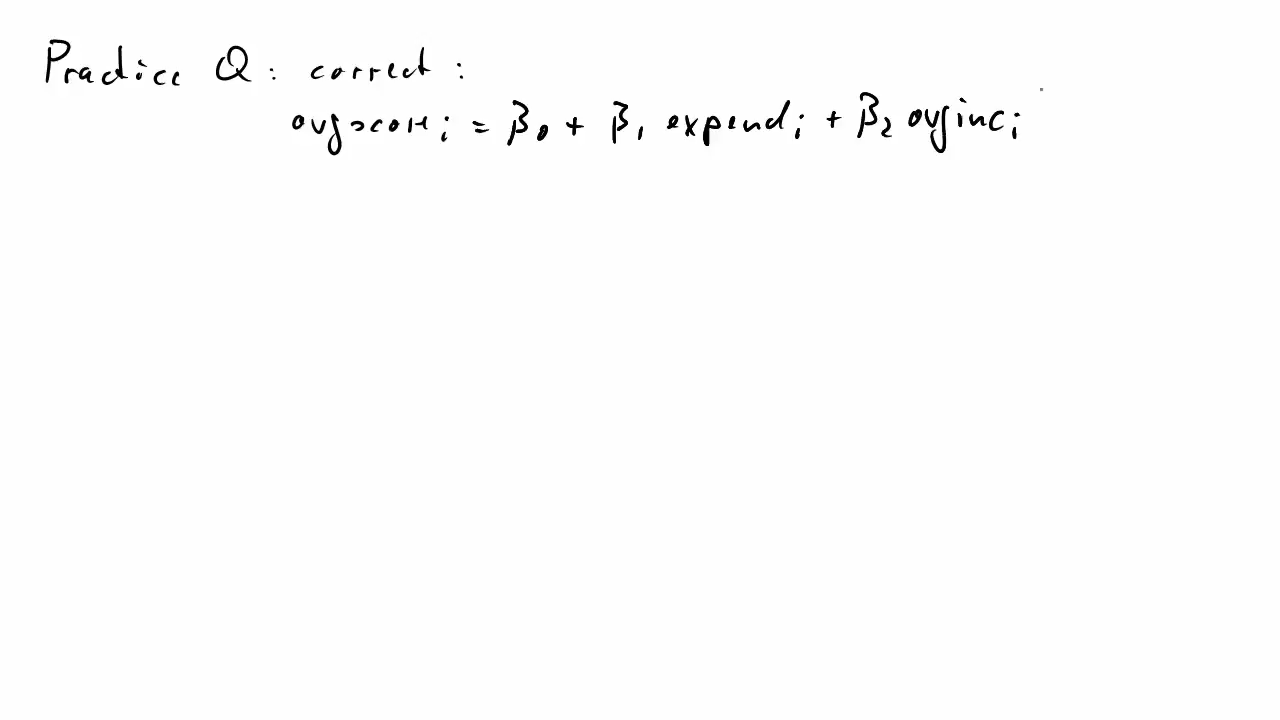 Practice Q: correct:
avgscore_i = β_0 + β_1 expend_i + β_2 avginc_i